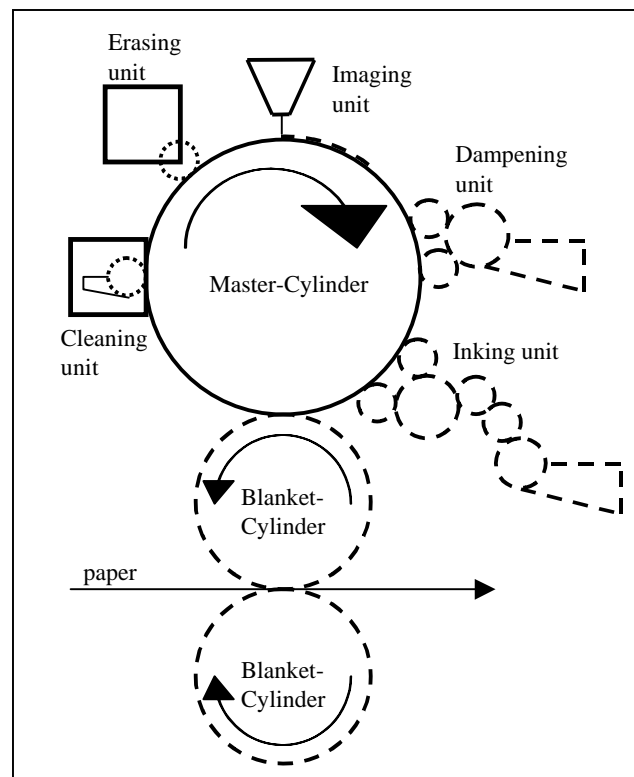 Erasing
unit
Imaging
unit
Dampening
unit
Master-Cylinder
Cleaning
unit
Inking unit
Blanket-
Cylinder
paper
Blanket-
Cylinder